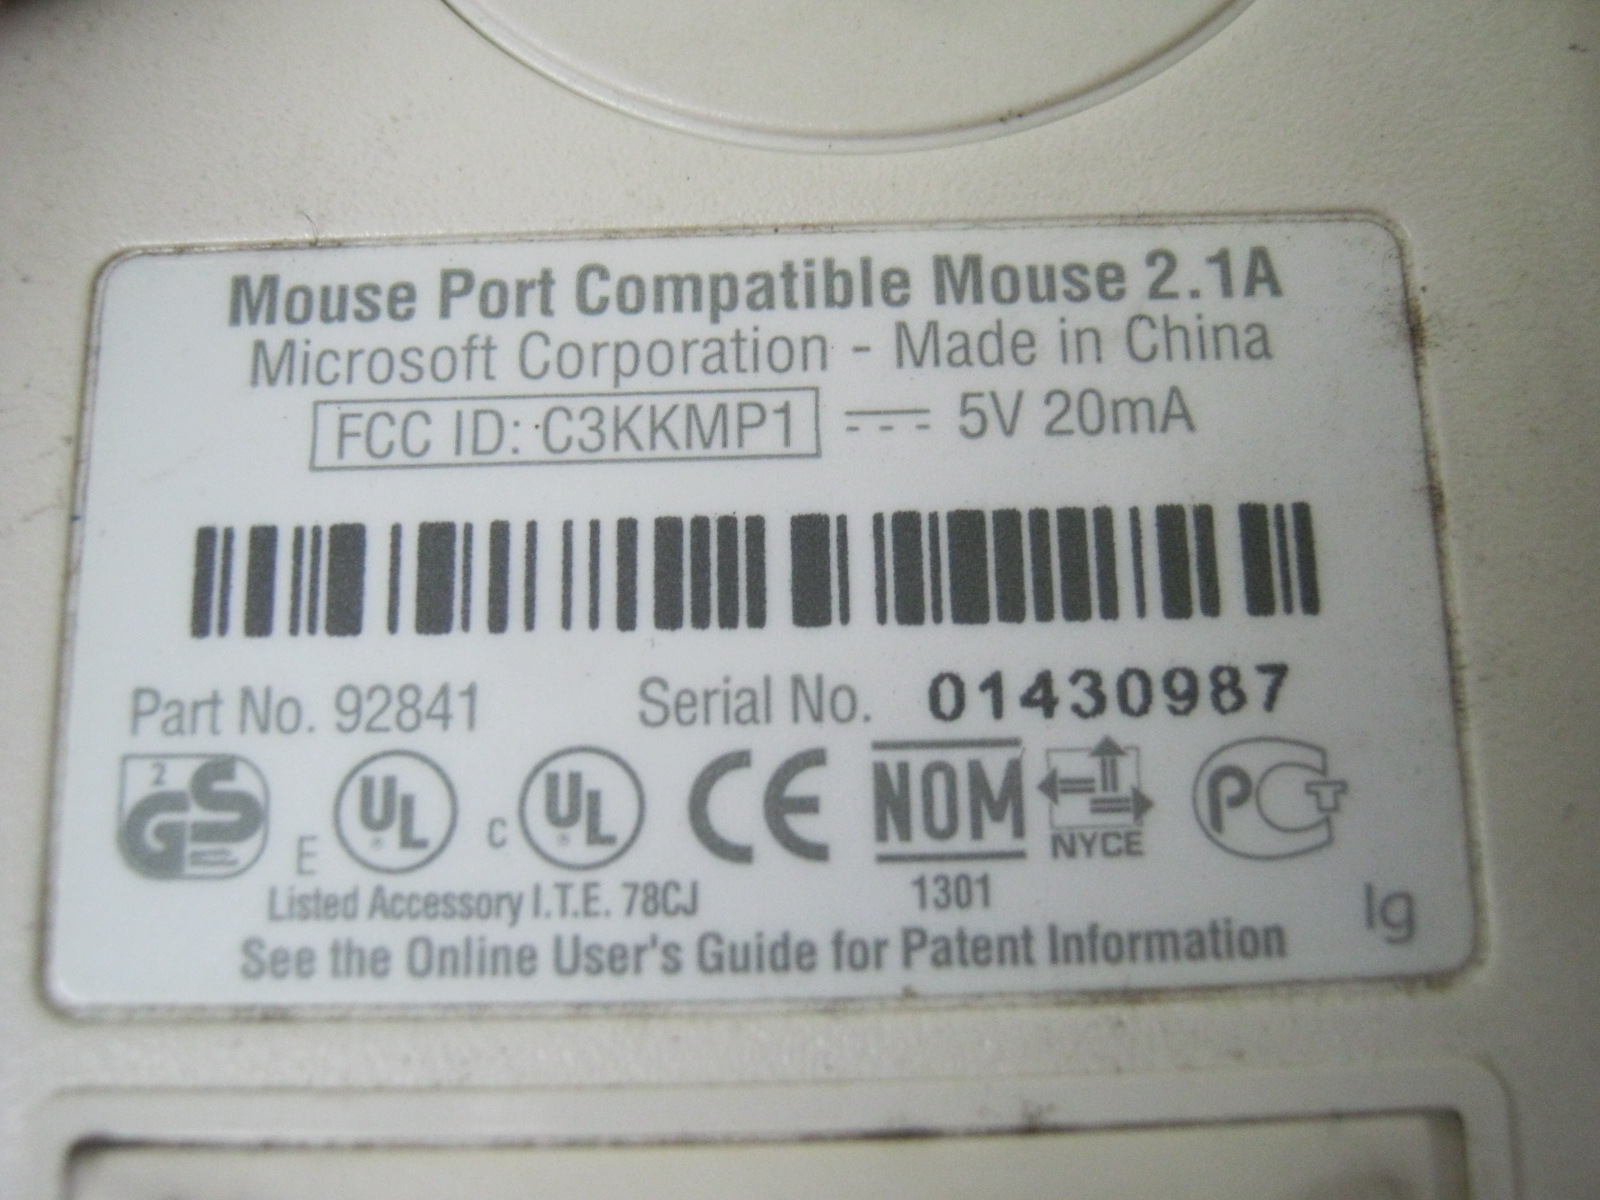 Mouse Port Compatible Mouse 2.1A
Microsoft Corporation - Made in China
FCC ID: C3KKMP1 5V 20mA
Part No. 92841 Serial No. 01430987
2 GS E UL C UL CE NOM NYCE PCT
Listed Accessory I.T.E. 78CJ 1301
lg
See the Online User's Guide for Patent Information